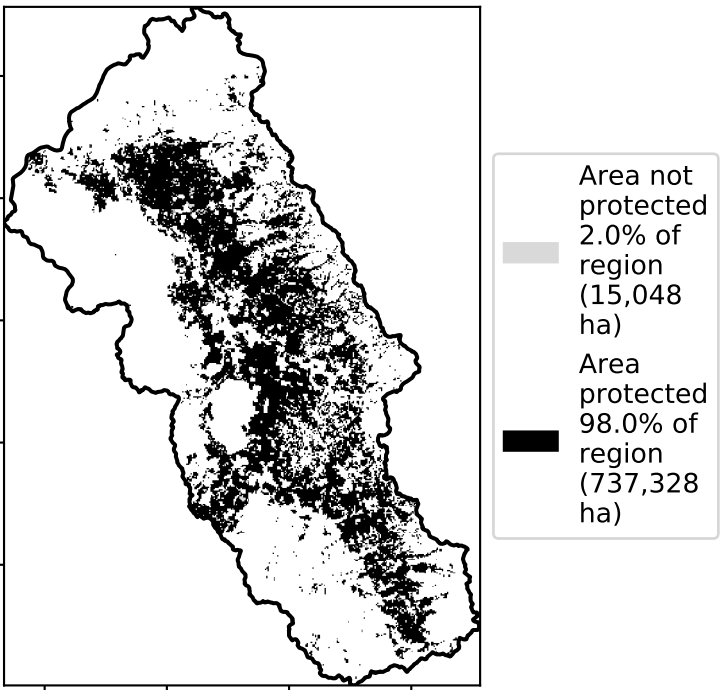 Area not
protected
2.0% of
region
(15,048
ha)
Area
protected
98.0% of
region
(737,328
ha)